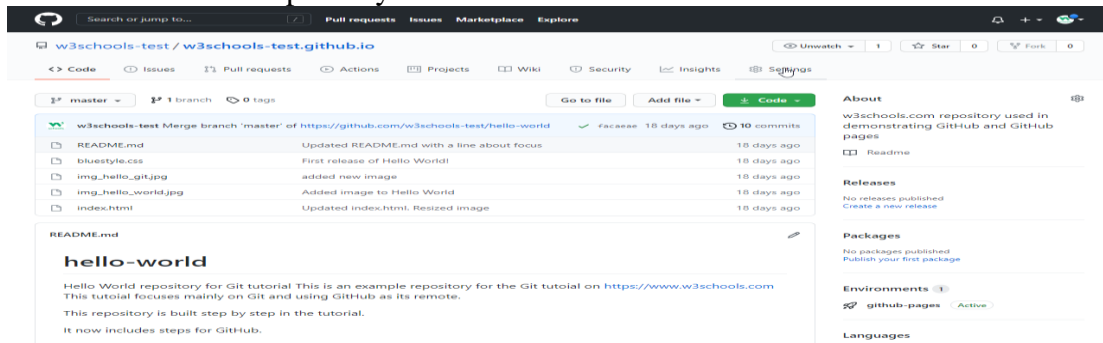 Search or jump to... / Pull requests Issues Marketplace Explore
w3schools-test / w3schools-test.github.io Unwatch 1 Star 0 Fork 0
<> Code Issues Pull requests Actions Projects Wiki Security Insights Settings
master 1 branch 0 tags Go to file Add file Code
w3schools-test Merge branch 'master' of https://github.com/w3schools-test/hello-world facaeae 18 days ago 10 commits
README.md Updated README.md with a line about focus 18 days ago
bluestyle.css First release of Hello World! 18 days ago
img_hello_git.jpg added new image 18 days ago
img_hello_world.jpg Added image to Hello World 18 days ago
index.html Updated index.html. Resized image 18 days ago
README.md
hello-world
Hello World repository for Git tutorial This is an example repository for the Git tutoial on https://www.w3schools.com
This tutoial focuses mainly on Git and using GitHub as its remote.
This repository is built step by step in the tutorial.
It now includes steps for GitHub.
About
w3schools.com repository used in
demonstrating GitHub and GitHub
pages
Readme
Releases
No releases published
Create a new release
Packages
No packages published
Publish your first package
Environments 1
github-pages Active
Languages